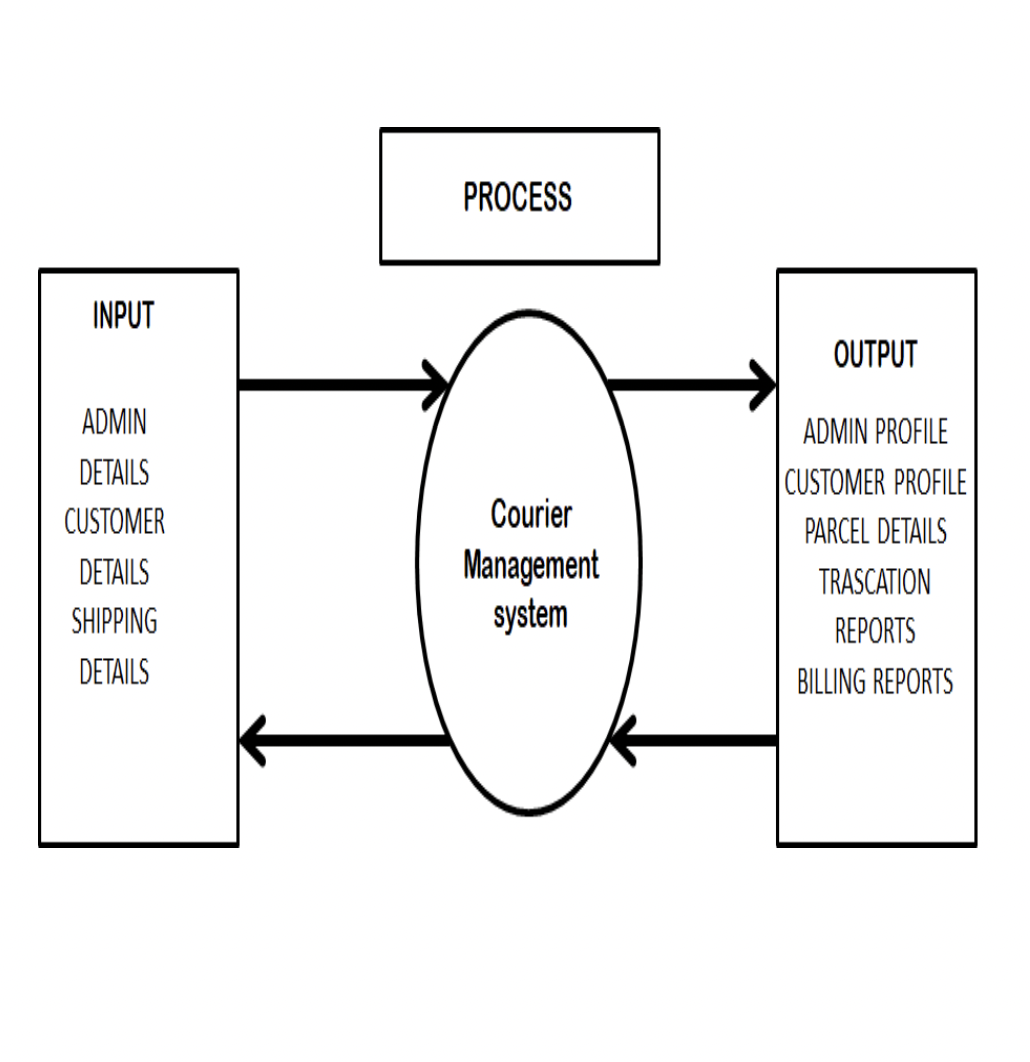 PROCESS
INPUT
ADMIN
DETAILS
CUSTOMER
DETAILS
SHIPPING
DETAILS
Courier
Management
system
OUTPUT
ADMIN PROFILE
CUSTOMER PROFILE
PARCEL DETAILS
TRASCATION
REPORTS
BILLING REPORTS